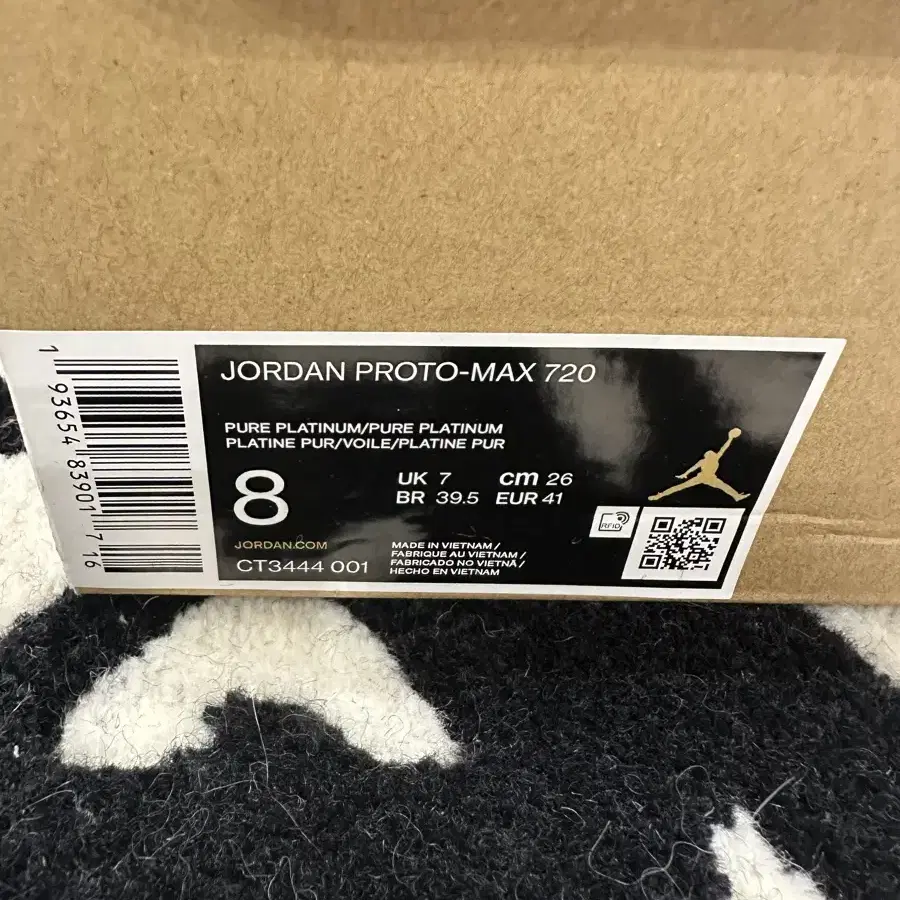 JORDAN PROTO-MAX 720
PURE PLATINUM/PURE PLATINUM
PLATINE PUR/VOILE/PLATINE PUR
8
UK 7 cm 26
BR 39.5 EUR 41
RFID
JORDAN.COM
CT3444 001
MADE IN VIETNAM /
FABRIQUE AU VIETNAM /
FABRICADO NO VIETNÃ /
HECHO EN VIETNAM
1 93654 83901 7 16